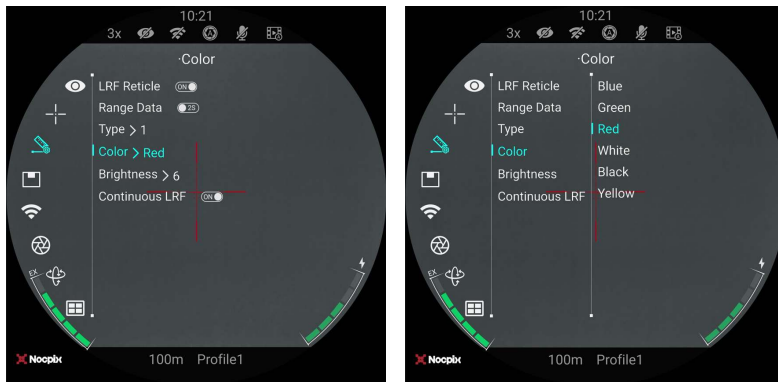 10:21
3x
·Color
LRF Reticle ON
Range Data 2S
Type > 1
Color > Red
Brightness > 6
Continuous LRF ON
EX
Nocpix
100m Profile1
10:21
3x
·Color
LRF Reticle Blue
Range Data Green
Type Red
Color White
Brightness Black
Continuous LRF Yellow
EX
Nocpix
100m Profile1